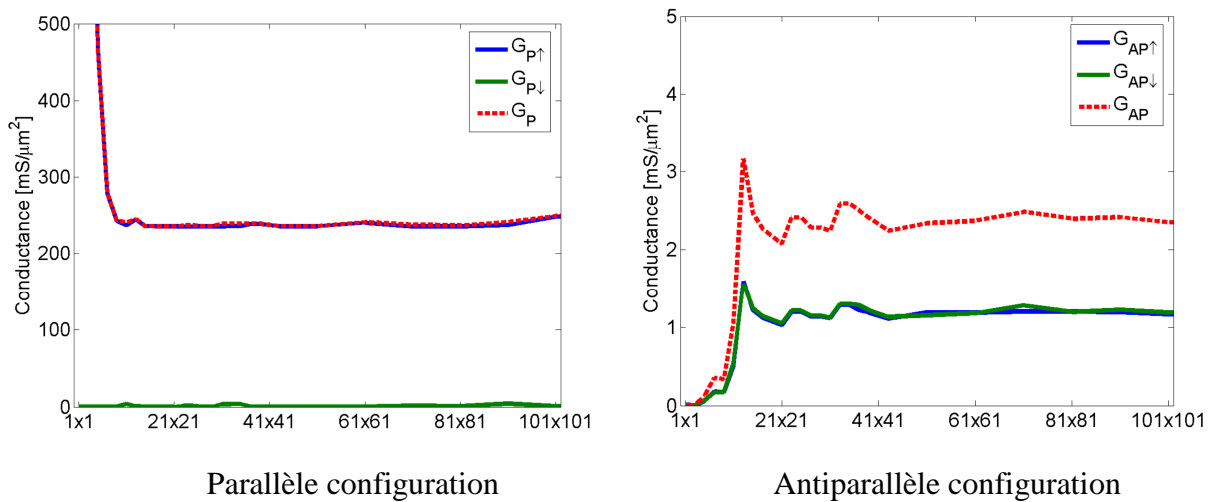 500
400
300
200
100
0
Conductance [mS/μm²]
G_P↑
G_P↓
G_P
1x1
21x21
41x41
61x61
81x81
101x101
Parallèle configuration
5
4
3
2
1
0
Conductance [mS/μm²]
G_AP↑
G_AP↓
G_AP
1x1
21x21
41x41
61x61
81x81
101x101
Antiparallèle configuration